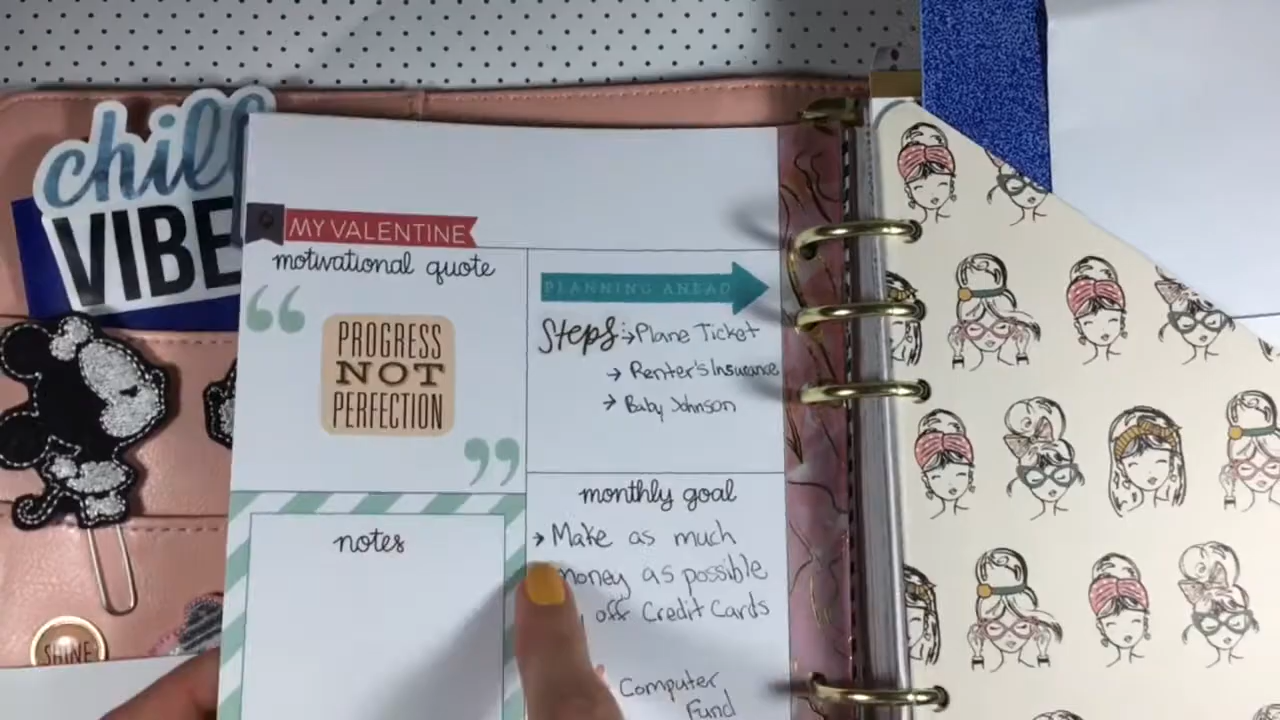 chill
VIBE
MY VALENTINE
motivational quote
“
PROGRESS
NOT
PERFECTION
”
notes
PLANNING AHEAD
Steps: → Plane Ticket
→ Renter's Insurance
→ Baby Johnson
monthly goal
→ Make as much
money as possible
off Credit Cards
Computer
Fund
SHINE